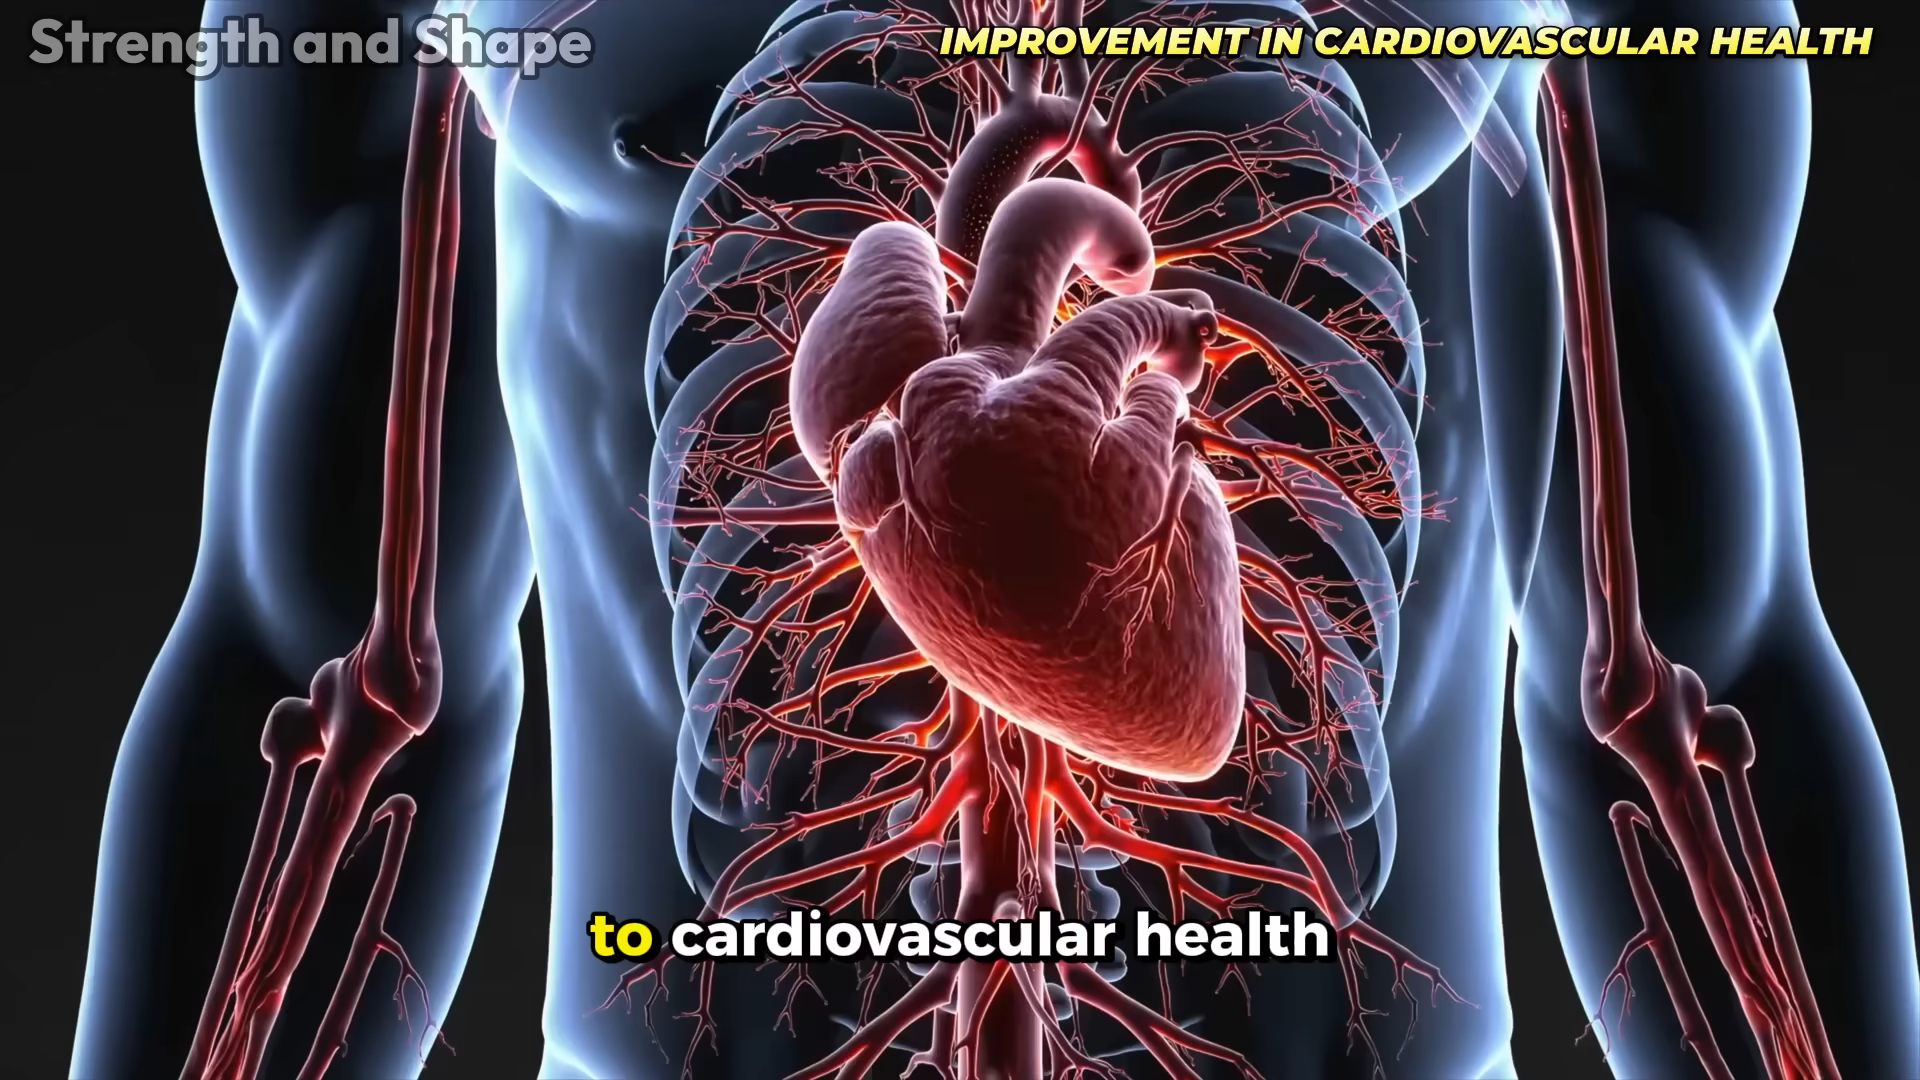 Strength and Shape
IMPROVEMENT IN CARDIOVASCULAR HEALTH
to cardiovascular health